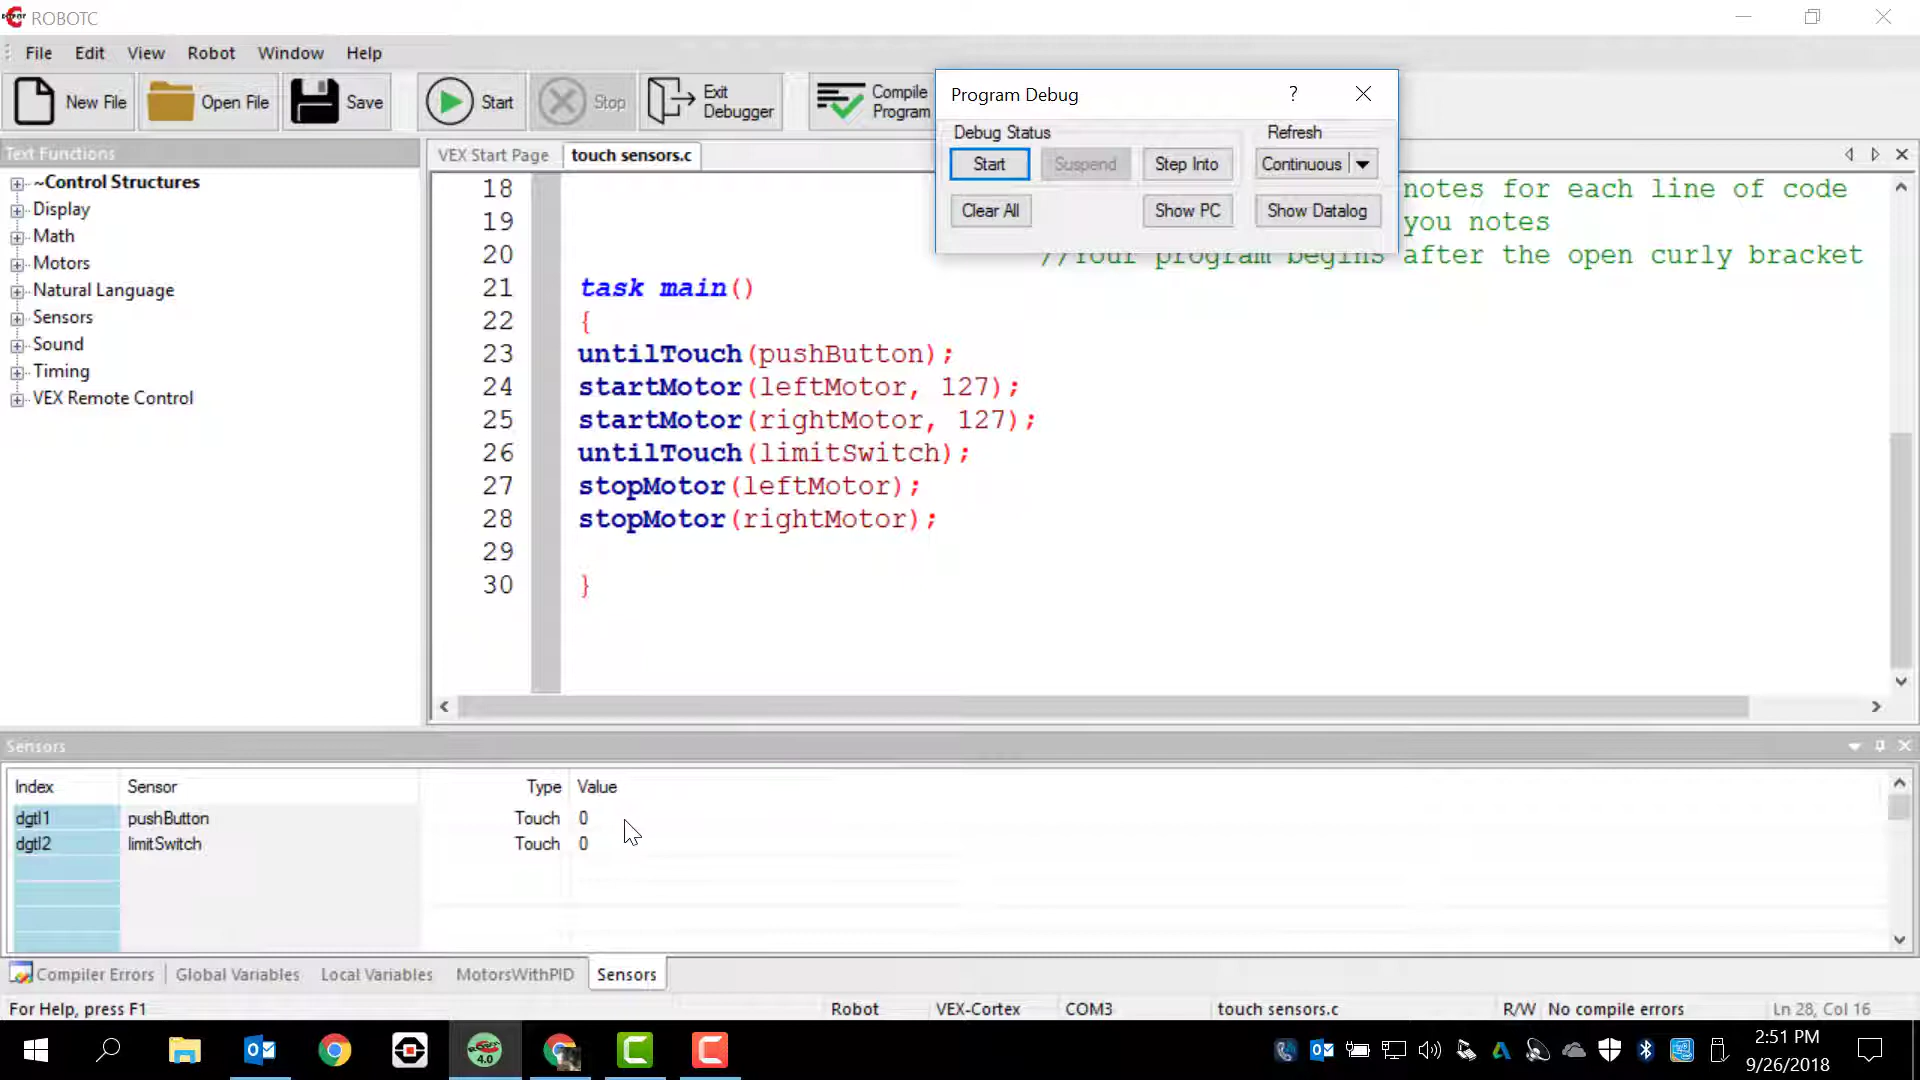 ROBOTC
File Edit View Robot Window Help
New File Open File Save Start Stop Exit Debugger Compile Program
Program Debug ?
Debug Status Refresh
Start Suspend Step Into Continuous
Clear All Show PC Show Datalog
Text Functions
~Control Structures
Display
Math
Motors
Natural Language
Sensors
Sound
Timing
VEX Remote Control
VEX Start Page touch sensors.c
18 notes for each line of code
19 you notes
20 //Your program begins after the open curly bracket
21 task main()
22 {
23 untilTouch(pushButton);
24 startMotor(leftMotor, 127);
25 startMotor(rightMotor, 127);
26 untilTouch(limitSwitch);
27 stopMotor(leftMotor);
28 stopMotor(rightMotor);
29
30 }
Sensors
Index Sensor Type Value
dgtl1 pushButton Touch 0
dgtl2 limitSwitch Touch 0
Compiler Errors Global Variables Local Variables MotorsWithPID Sensors
For Help, press F1 Robot VEX-Cortex COM3 touch sensors.c R/W No compile errors Ln 28, Col 16
4.0
2:51 PM
9/26/2018